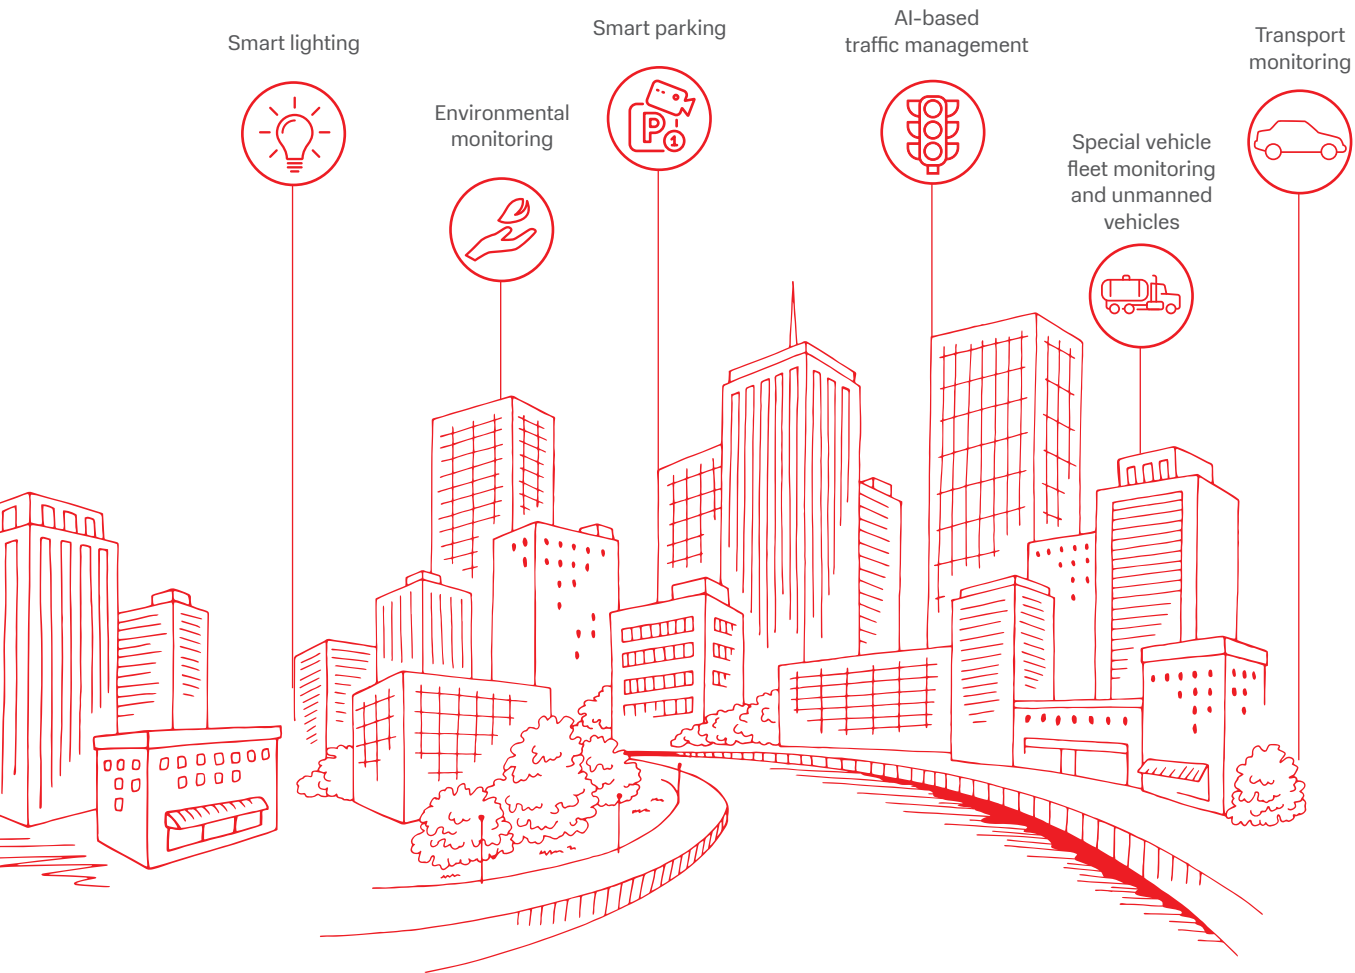 Smart lighting
Environmental
monitoring
Smart parking
P
1
AI-based
traffic management
Special vehicle
fleet monitoring
and unmanned
vehicles
Transport
monitoring